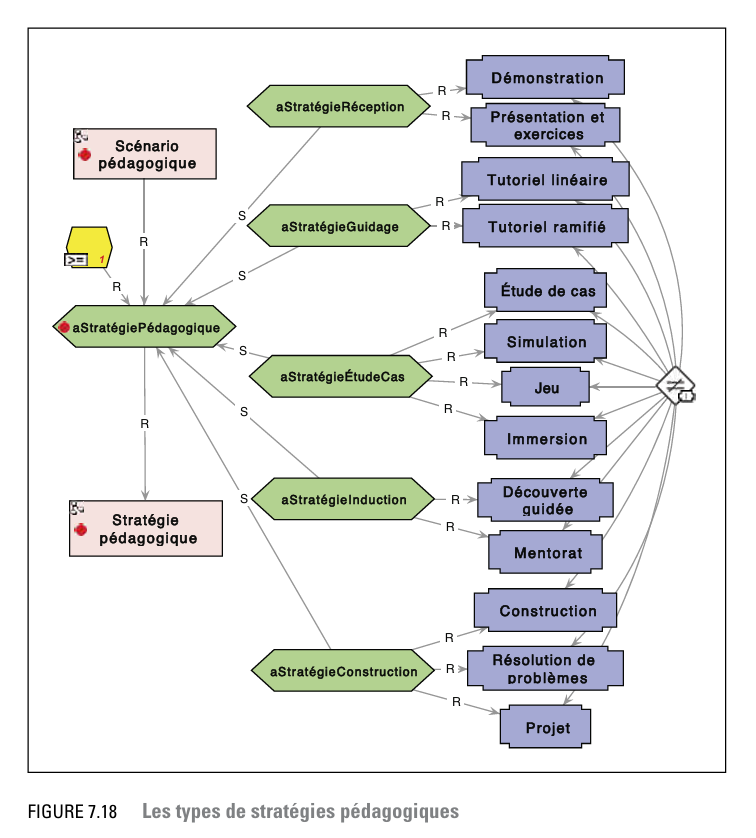 Démonstration
aStratégieRéception
R
R
Présentation et
exercices
Scénario
pédagogique
Tutoriel linéaire
R
S
aStratégieGuidage
R
Tutoriel ramifié
R
>=
1
S
R
Étude de cas
R
aStratégiePédagogique
Simulation
S
R
aStratégieÉtudeCas
R
Jeu
≠
R
S
R
Immersion
Découverte
guidée
S
aStratégieInduction
R
Stratégie
pédagogique
R
Mentorat
Construction
R
aStratégieConstruction
R
Résolution de
problèmes
R
Projet
FIGURE 7.18 Les types de stratégies pédagogiques